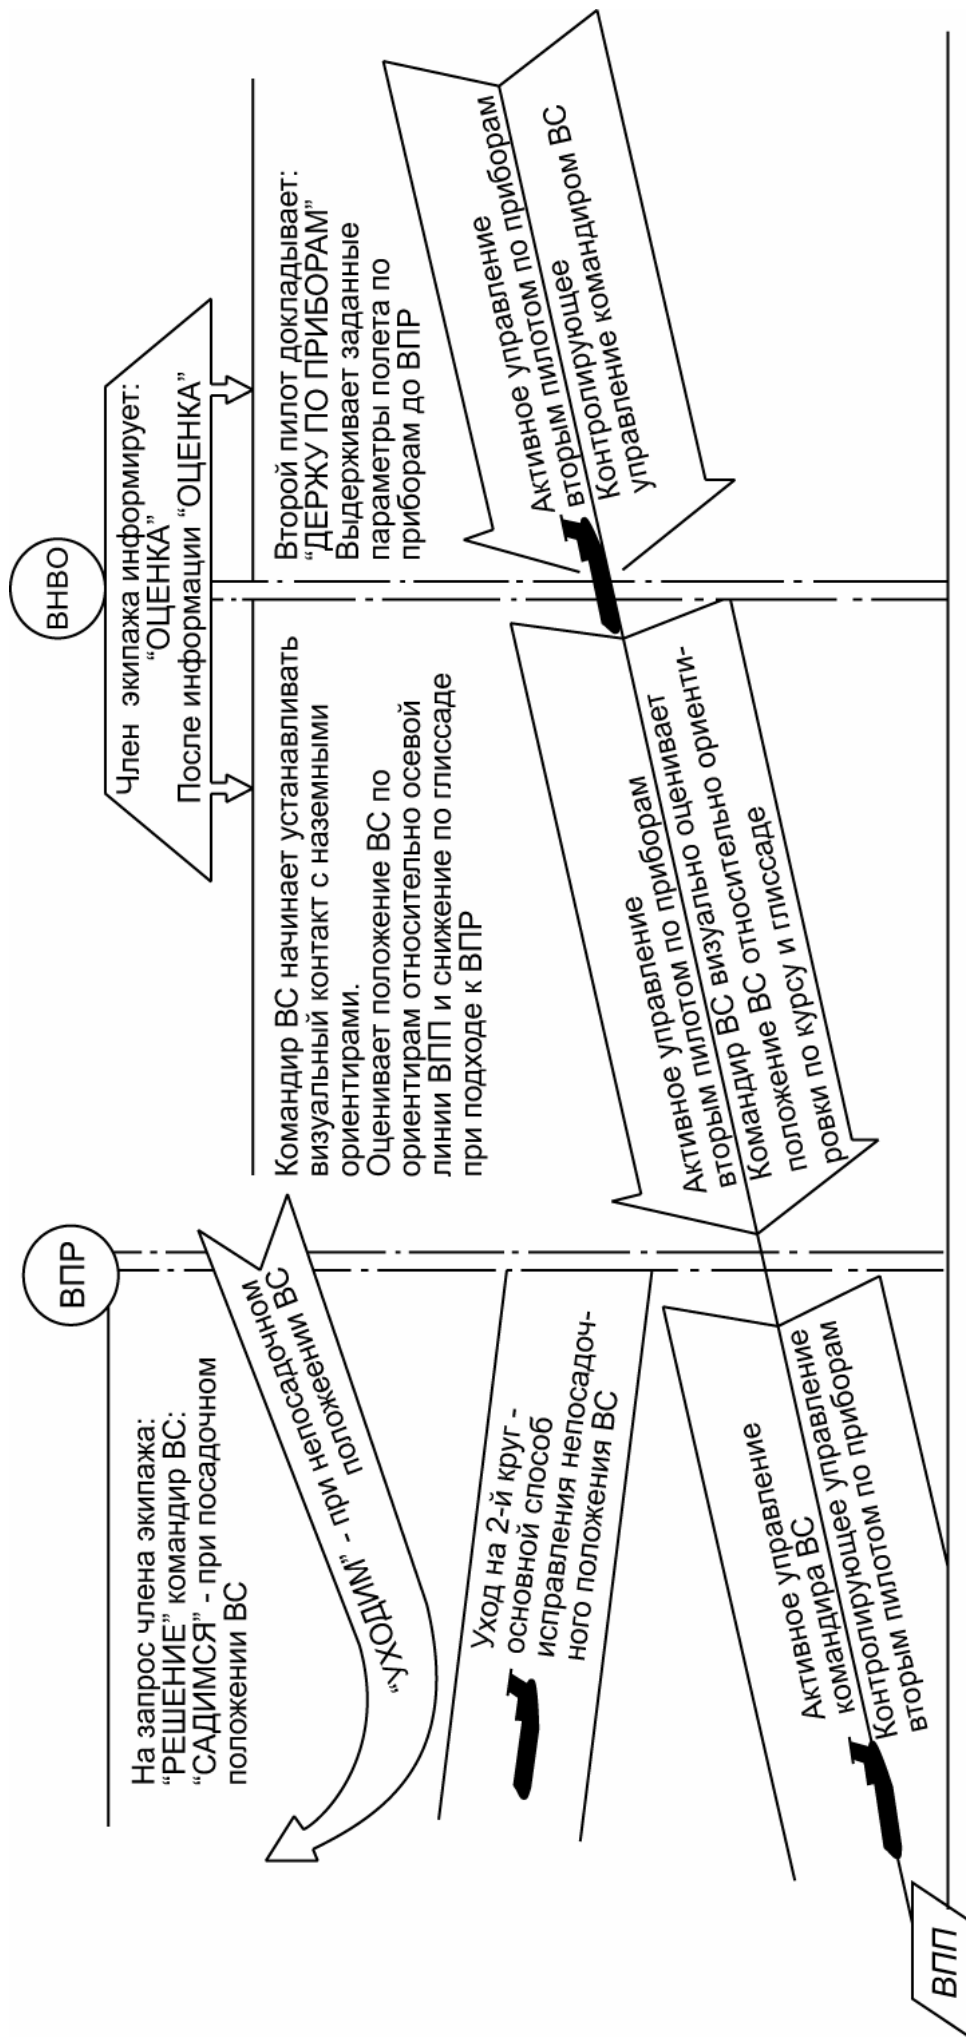 ВНВО
Член экипажа информирует:
“ОЦЕНКА”
После информации “ОЦЕНКА”
Второй пилот докладывает:
“ДЕРЖУ ПО ПРИБОРАМ”
Выдерживает заданные
параметры полета по
приборам до ВПР
Командир ВС начинает устанавливать
визуальный контакт с наземными
ориентирами.
Оценивает положение ВС по
ориентирам относительно осевой
линии ВПП и снижение по глиссаде
при подходе к ВПР
ВПР
На запрос члена экипажа:
“РЕШЕНИЕ” командир ВС:
“САДИМСЯ” - при посадочном
положении ВС
“УХОДИМ“ - при непосадочном
положеении ВС
Уход на 2-й круг -
основной способ
исправления непосадоч-
ного положения ВС
Активное управление
вторым пилотом по приборам
Контролирующее
управление командиром ВС
Активное управление
вторым пилотом по приборам
Командир ВС визуально оценивает
положение ВС относительно ориенти-
ровки по курсу и глиссаде
Активное управление
командира ВС
Контролирующее управление
вторым пилотом по приборам
ВПП